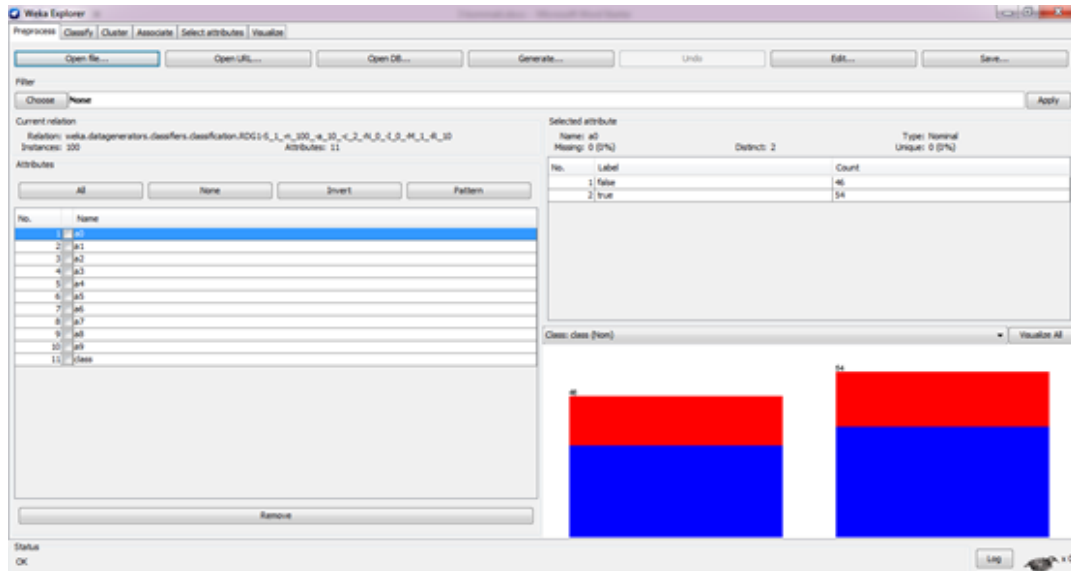 Weka Explorer
Preprocess Classify Cluster Associate Select attributes Visualize
Open file... Open URL... Open DB... Generate... Undo Edit... Save...
Filter
Choose None Apply
Current relation
Relation: weka.datagenerators.classifiers.classification.RDG1-S_1_-n_100_-a_10_-c_2_-N_0_-I_0_-M_1_-R_10
Instances: 100 Attributes: 11
Selected attribute
Name: a0 Type: Nominal
Missing: 0 (0%) Distinct: 2 Unique: 0 (0%)
Attributes
All None Invert Pattern
No. Name
1 a0
2 a1
3 a2
4 a3
5 a4
6 a5
7 a6
8 a7
9 a8
10 a9
11 class
Remove
No. Label Count
1 false 46
2 true 54
Class: class (Nom) Visualize All
46
54
Status
OK
Log x 0